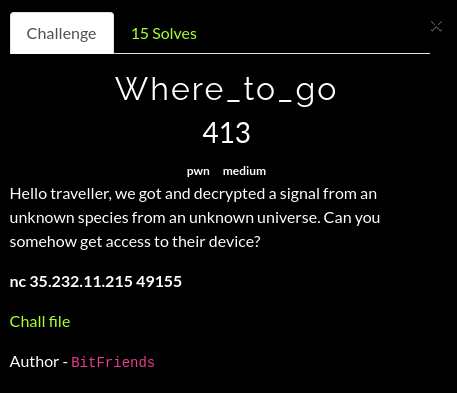 Challenge 15 Solves ×
Where_to_go
413
pwn medium
Hello traveller, we got and decrypted a signal from an
unknown species from an unknown universe. Can you
somehow get access to their device?
nc 35.232.11.215 49155
Chall file
Author - BitFriends